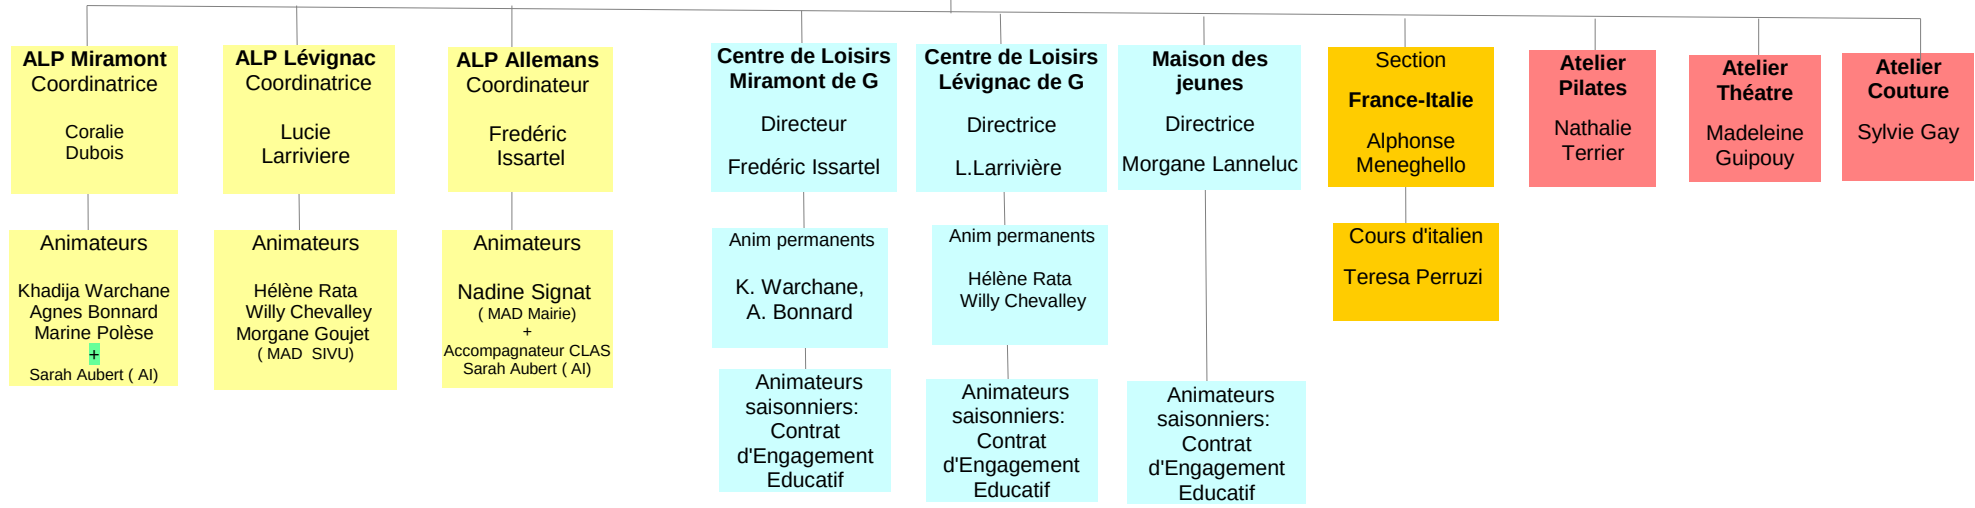 ALP Miramont
Coordinatrice
Coralie
Dubois
ALP Lévignac
Coordinatrice
Lucie
Larriviere
ALP Allemans
Coordinateur
Fredéric
Issartel
Centre de Loisirs
Miramont de G
Directeur
Fredéric Issartel
Centre de Loisirs
Lévignac de G
Directrice
L.Larrivière
Maison des
jeunes
Directrice
Morgane Lanneluc
Section
France-Italie
Alphonse
Meneghello
Atelier
Pilates
Nathalie
Terrier
Atelier
Théatre
Madeleine
Guipouy
Atelier
Couture
Sylvie Gay
Animateurs
Khadija Warchane
Agnes Bonnard
Marine Polèse
+
Sarah Aubert ( AI)
Animateurs
Hélène Rata
Willy Chevalley
Morgane Goujet
( MAD SIVU)
Animateurs
Nadine Signat
( MAD Mairie)
+
Accompagnateur CLAS
Sarah Aubert ( AI)
Anim permanents
K. Warchane,
A. Bonnard
Anim permanents
Hélène Rata
Willy Chevalley
Cours d'italien
Teresa Perruzi
Animateurs
saisonniers:
Contrat
d'Engagement
Educatif
Animateurs
saisonniers:
Contrat
d'Engagement
Educatif
Animateurs
saisonniers:
Contrat
d'Engagement
Educatif